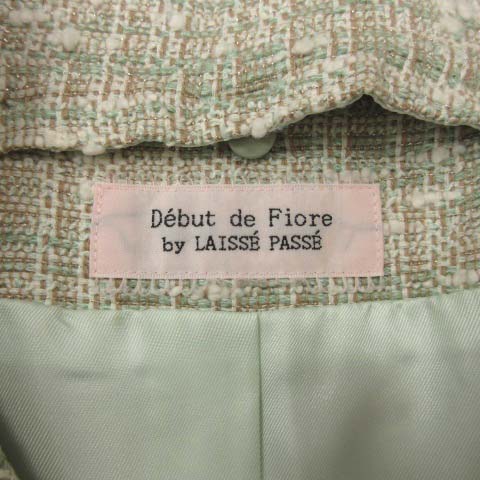 Début de Fiore
by LAISSÉ PASSÉ